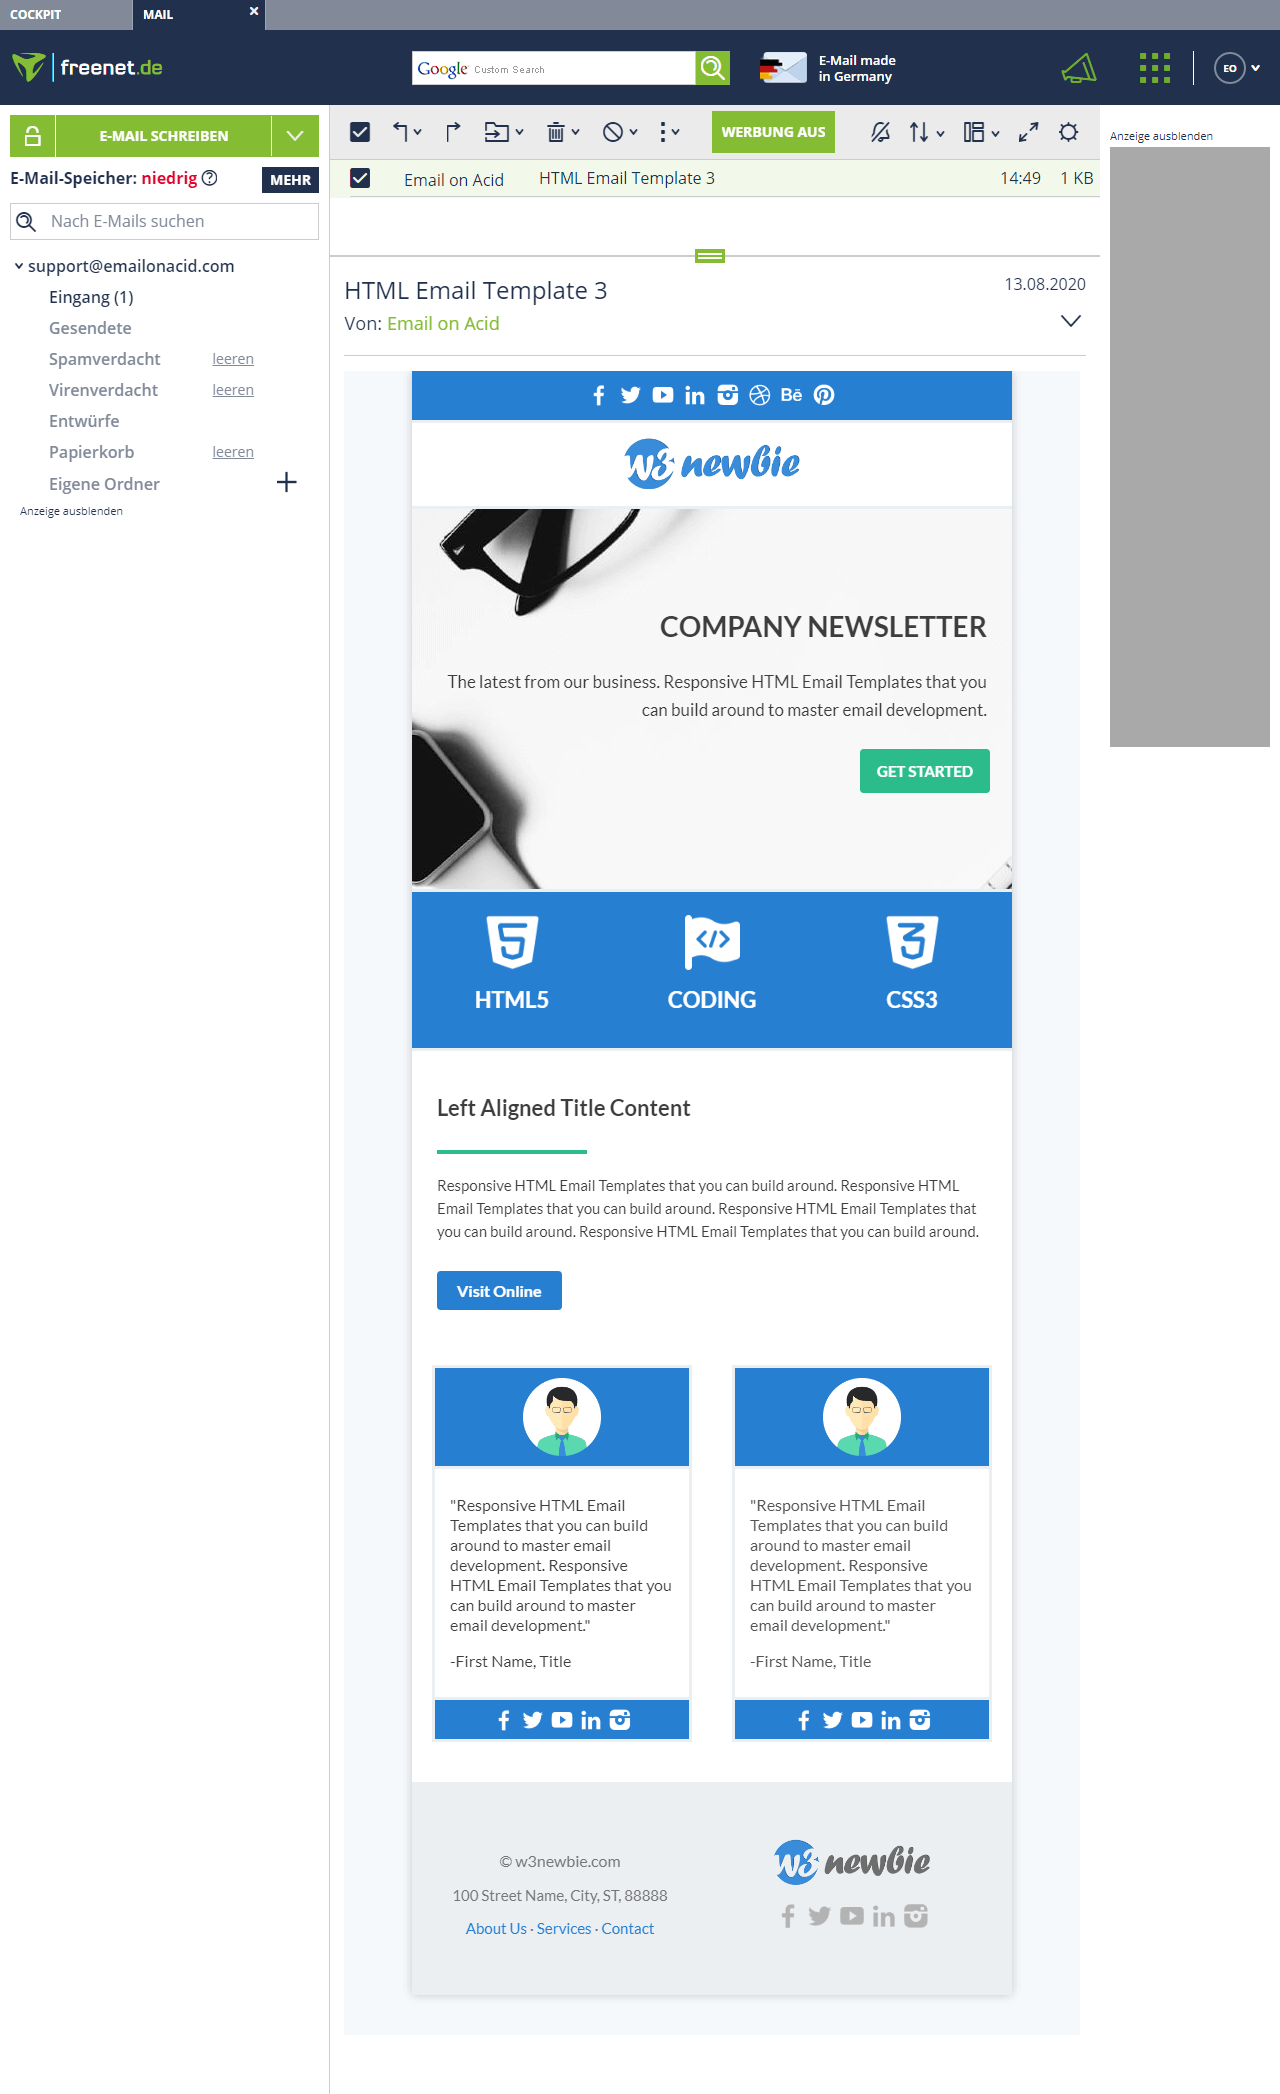 COCKPIT
MAIL
freenet.de
Google Custom Search
E-Mail made
in Germany
EO
E-MAIL SCHREIBEN
WERBUNG AUS
Anzeige ausblenden
E-Mail-Speicher: niedrig
MEHR
Email on Acid
HTML Email Template 3
14:49
1 KB
Nach E-Mails suchen
support@emailonacid.com
Eingang (1)
Gesendete
Spamverdacht
leeren
Virenverdacht
leeren
Entwürfe
Papierkorb
leeren
Eigene Ordner
Anzeige ausblenden
HTML Email Template 3
13.08.2020
Von: Email on Acid
Bē
w3 newbie
COMPANY NEWSLETTER
The latest from our business. Responsive HTML Email Templates that you
can build around to master email development.
GET STARTED
5
</>
3
HTML5
CODING
CSS3
Left Aligned Title Content
Responsive HTML Email Templates that you can build around. Responsive HTML
Email Templates that you can build around. Responsive HTML Email Templates that
you can build around. Responsive HTML Email Templates that you can build around.
Visit Online
"Responsive HTML Email
Templates that you can build
around to master email
development. Responsive
HTML Email Templates that you
can build around to master
email development."
-First Name, Title
"Responsive HTML Email
Templates that you can build
around to master email
development. Responsive
HTML Email Templates that you
can build around to master
email development."
-First Name, Title
© w3newbie.com
100 Street Name, City, ST, 88888
About Us · Services · Contact
w3 newbie